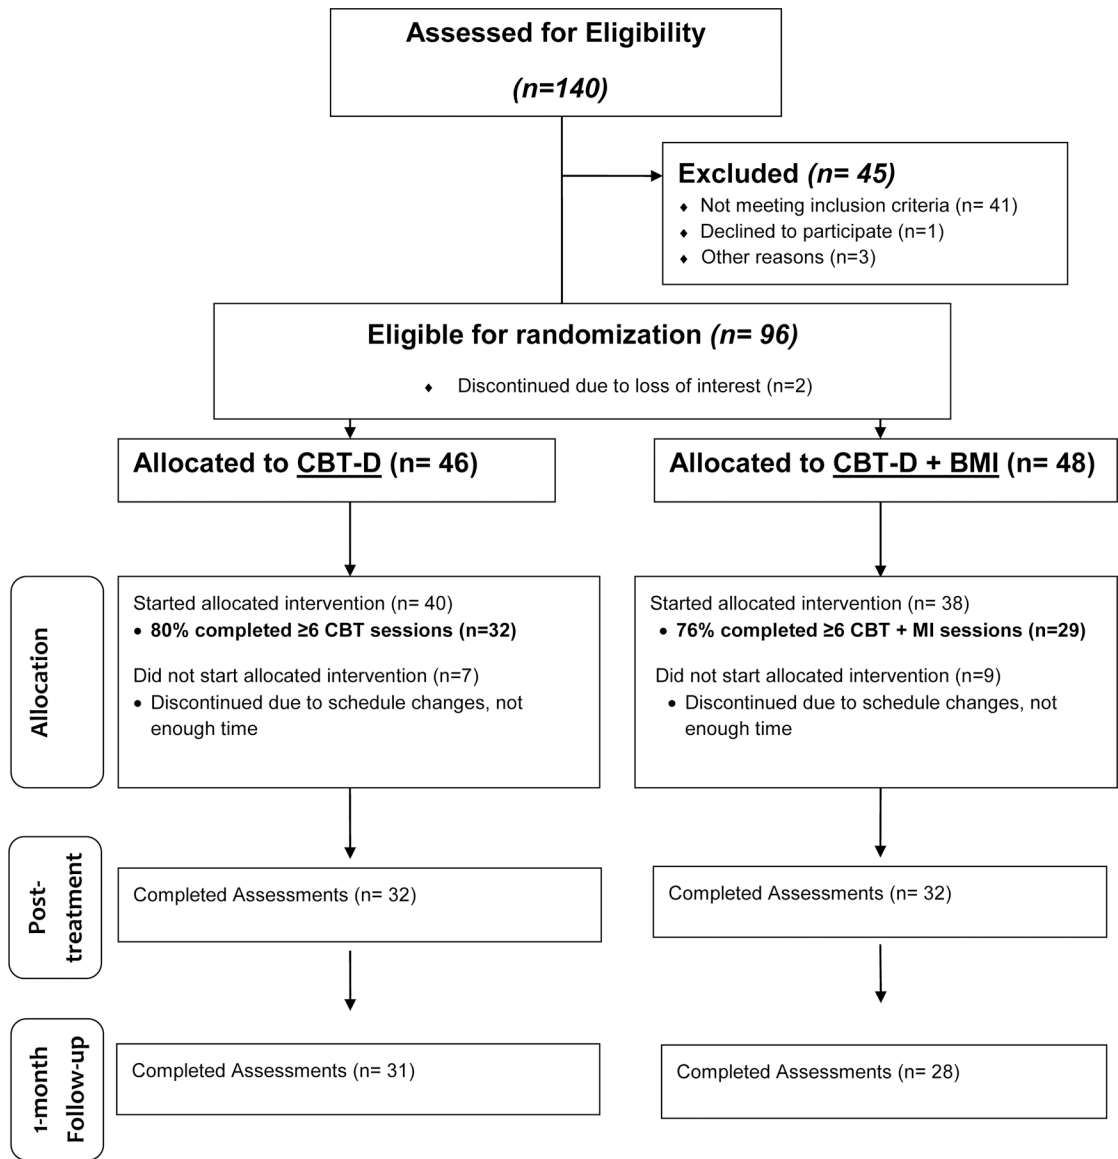 Assessed for Eligibility
(n=140)
Excluded (n= 45)
♦ Not meeting inclusion criteria (n= 41)
♦ Declined to participate (n=1)
♦ Other reasons (n=3)
Eligible for randomization (n= 96)
♦ Discontinued due to loss of interest (n=2)
Allocated to CBT-D (n= 46)
Allocated to CBT-D + BMI (n= 48)
Allocation
Started allocated intervention (n= 40)
• 80% completed ≥6 CBT sessions (n=32)
Did not start allocated intervention (n=7)
• Discontinued due to schedule changes, not
enough time
Started allocated intervention (n= 38)
• 76% completed ≥6 CBT + MI sessions (n=29)
Did not start allocated intervention (n=9)
• Discontinued due to schedule changes, not
enough time
Post-
treatment
Completed Assessments (n= 32)
Completed Assessments (n= 32)
1-month
Follow-up
Completed Assessments (n= 31)
Completed Assessments (n= 28)